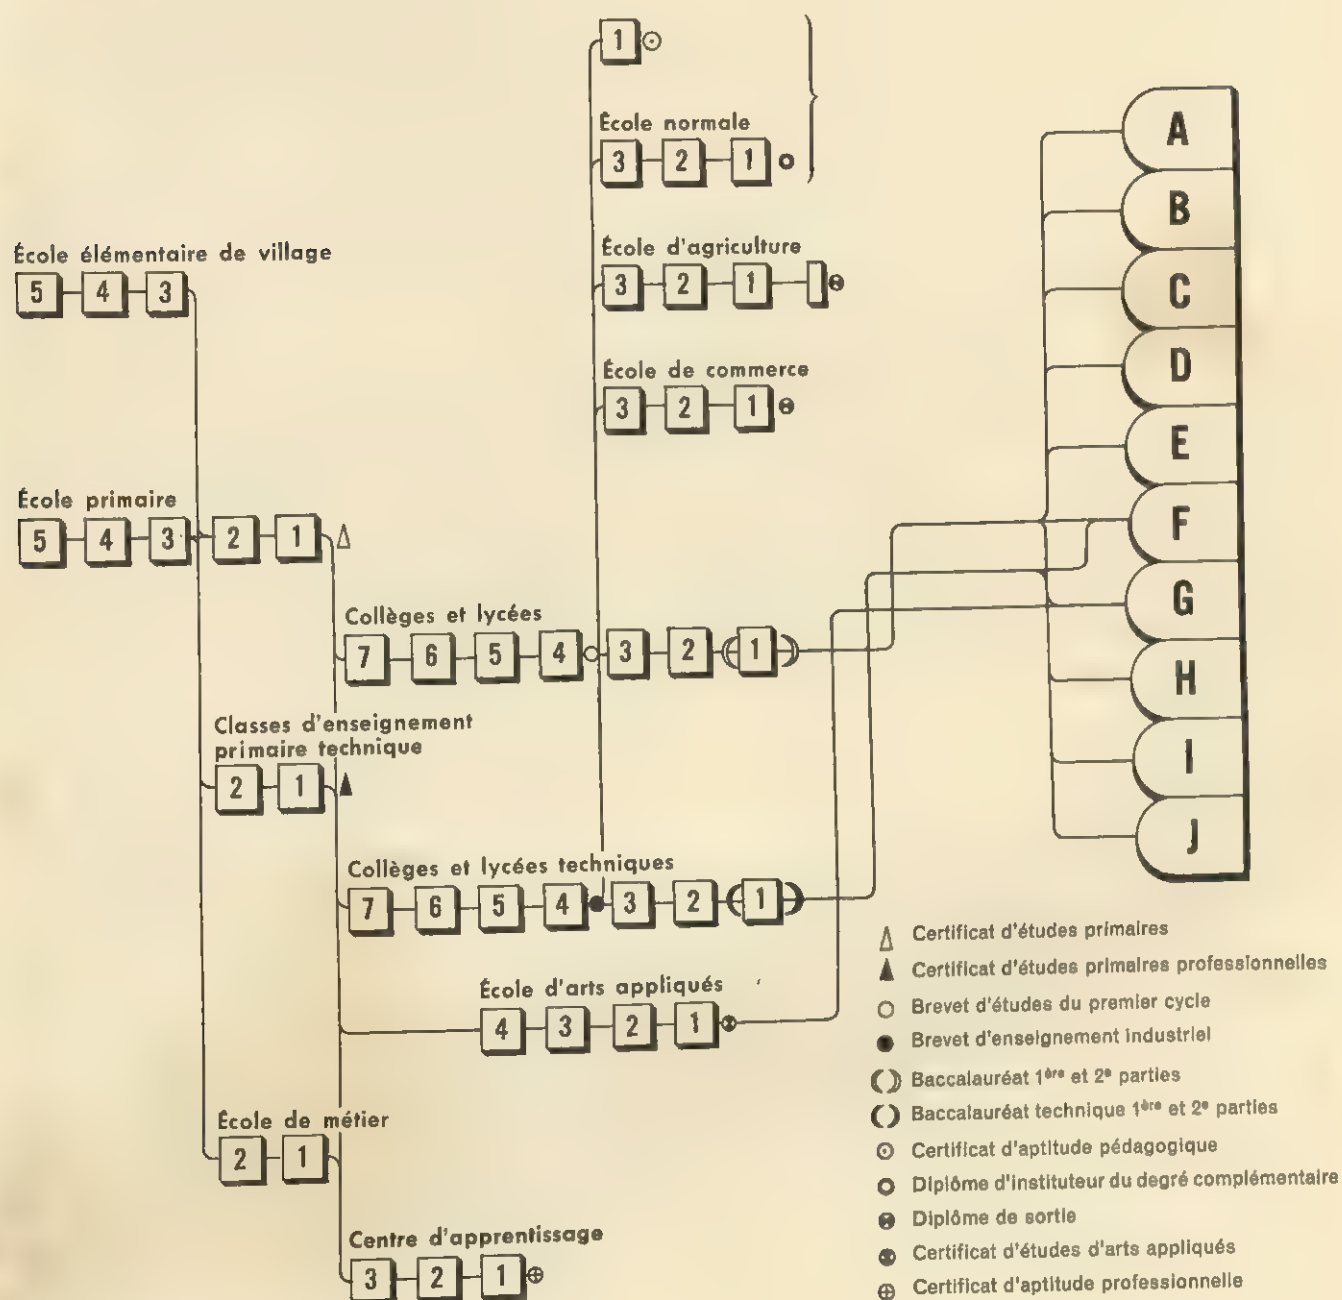 1
École normale
3 2 1
École élémentaire de village
5 4 3
École d'agriculture
3 2 1
École de commerce
3 2 1
École primaire
5 4 3 2 1
Collèges et lycées
7 6 5 4 3 2 1
Classes d'enseignement
primaire technique
2 1
Collèges et lycées techniques
7 6 5 4 3 2 1
École d'arts appliqués
4 3 2 1
École de métier
2 1
Centre d'apprentissage
3 2 1
A
B
C
D
E
F
G
H
I
J
Certificat d'études primaires
Certificat d'études primaires professionnelles
Brevet d'études du premier cycle
Brevet d'enseignement industriel
Baccalauréat 1ère et 2e parties
Baccalauréat technique 1ère et 2e parties
Certificat d'aptitude pédagogique
Diplôme d'instituteur du degré complémentaire
Diplôme de sortie
Certificat d'études d'arts appliqués
Certificat d'aptitude professionnelle